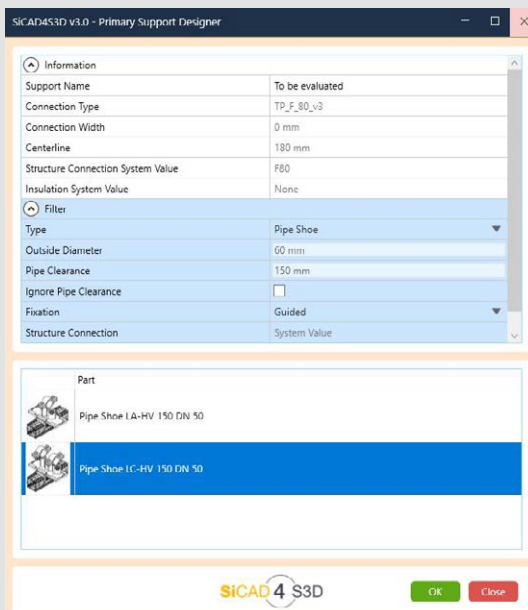 SiCAD4S3D v3.0 - Primary Support Designer
Information
Support Name To be evaluated
Connection Type TP_F_80_v3
Connection Width 0 mm
Centerline 180 mm
Structure Connection System Value F80
Insulation System Value None
Filter
Type Pipe Shoe
Outside Diameter 60 mm
Pipe Clearance 150 mm
Ignore Pipe Clearance
Fixation Guided
Structure Connection System Value
Part
Pipe Shoe LA-HV 150 DN 50
Pipe Shoe LC-HV 150 DN 50
SiCAD 4 S3D OK Close